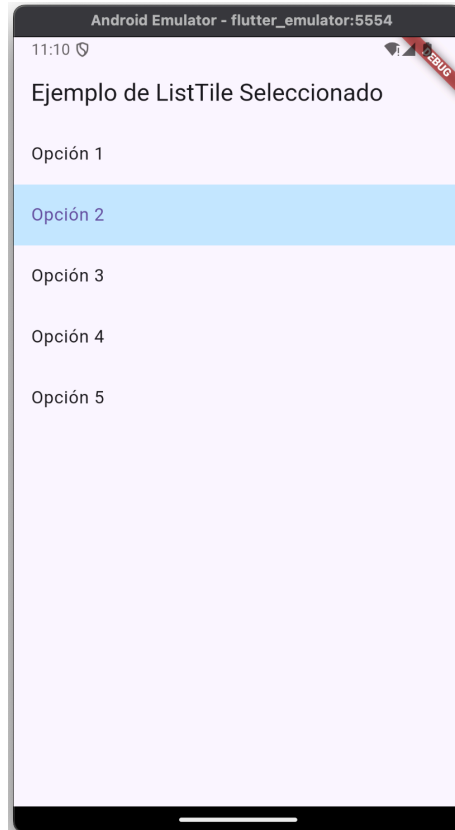 Android Emulator - flutter_emulator:5554
11:10
DEBUG
Ejemplo de ListTile Seleccionado
Opción 1
Opción 2
Opción 3
Opción 4
Opción 5